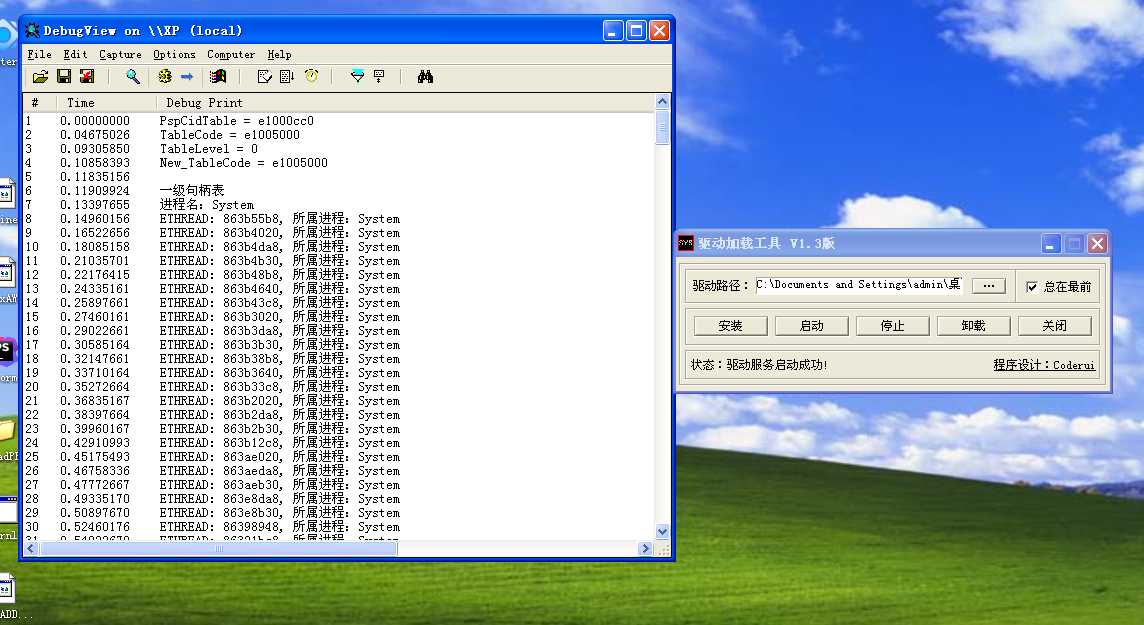 DebugView on \\XP (local)
File Edit Capture Options Computer Help
# Time Debug Print
1 0.00000000 PspCidTable = e1000cc0
2 0.04675026 TableCode = e1005000
3 0.09305850 TableLevel = 0
4 0.10858393 New_TableCode = e1005000
5 0.11835156
6 0.11909924 一级句柄表
7 0.13397655 进程名: System
8 0.14960156 ETHREAD: 863b55b8, 所属进程: System
9 0.16522656 ETHREAD: 863b4020, 所属进程: System
10 0.18085158 ETHREAD: 863b4da8, 所属进程: System
11 0.21035701 ETHREAD: 863b4b30, 所属进程: System
12 0.22176415 ETHREAD: 863b48b8, 所属进程: System
13 0.24335161 ETHREAD: 863b4640, 所属进程: System
14 0.25897661 ETHREAD: 863b43c8, 所属进程: System
15 0.27460161 ETHREAD: 863b3020, 所属进程: System
16 0.29022661 ETHREAD: 863b3da8, 所属进程: System
17 0.30585164 ETHREAD: 863b3b30, 所属进程: System
18 0.32147661 ETHREAD: 863b38b8, 所属进程: System
19 0.33710164 ETHREAD: 863b3640, 所属进程: System
20 0.35272664 ETHREAD: 863b33c8, 所属进程: System
21 0.36835167 ETHREAD: 863b2020, 所属进程: System
22 0.38397664 ETHREAD: 863b2da8, 所属进程: System
23 0.39960167 ETHREAD: 863b2b30, 所属进程: System
24 0.42910993 ETHREAD: 863b12c8, 所属进程: System
25 0.45175493 ETHREAD: 863ae020, 所属进程: System
26 0.46758336 ETHREAD: 863aeda8, 所属进程: System
27 0.47772667 ETHREAD: 863aeb30, 所属进程: System
28 0.49335170 ETHREAD: 863e8da8, 所属进程: System
29 0.50897670 ETHREAD: 863e8b30, 所属进程: System
30 0.52460176 ETHREAD: 86398948, 所属进程: System
SYS 驱动加载工具 V1.3版
驱动路径： C:\Documents and Settings\admin\桌 ... 总在最前
安装 启动 停止 卸载 关闭
状态：驱动服务启动成功! 程序设计：Coderui
ADD...